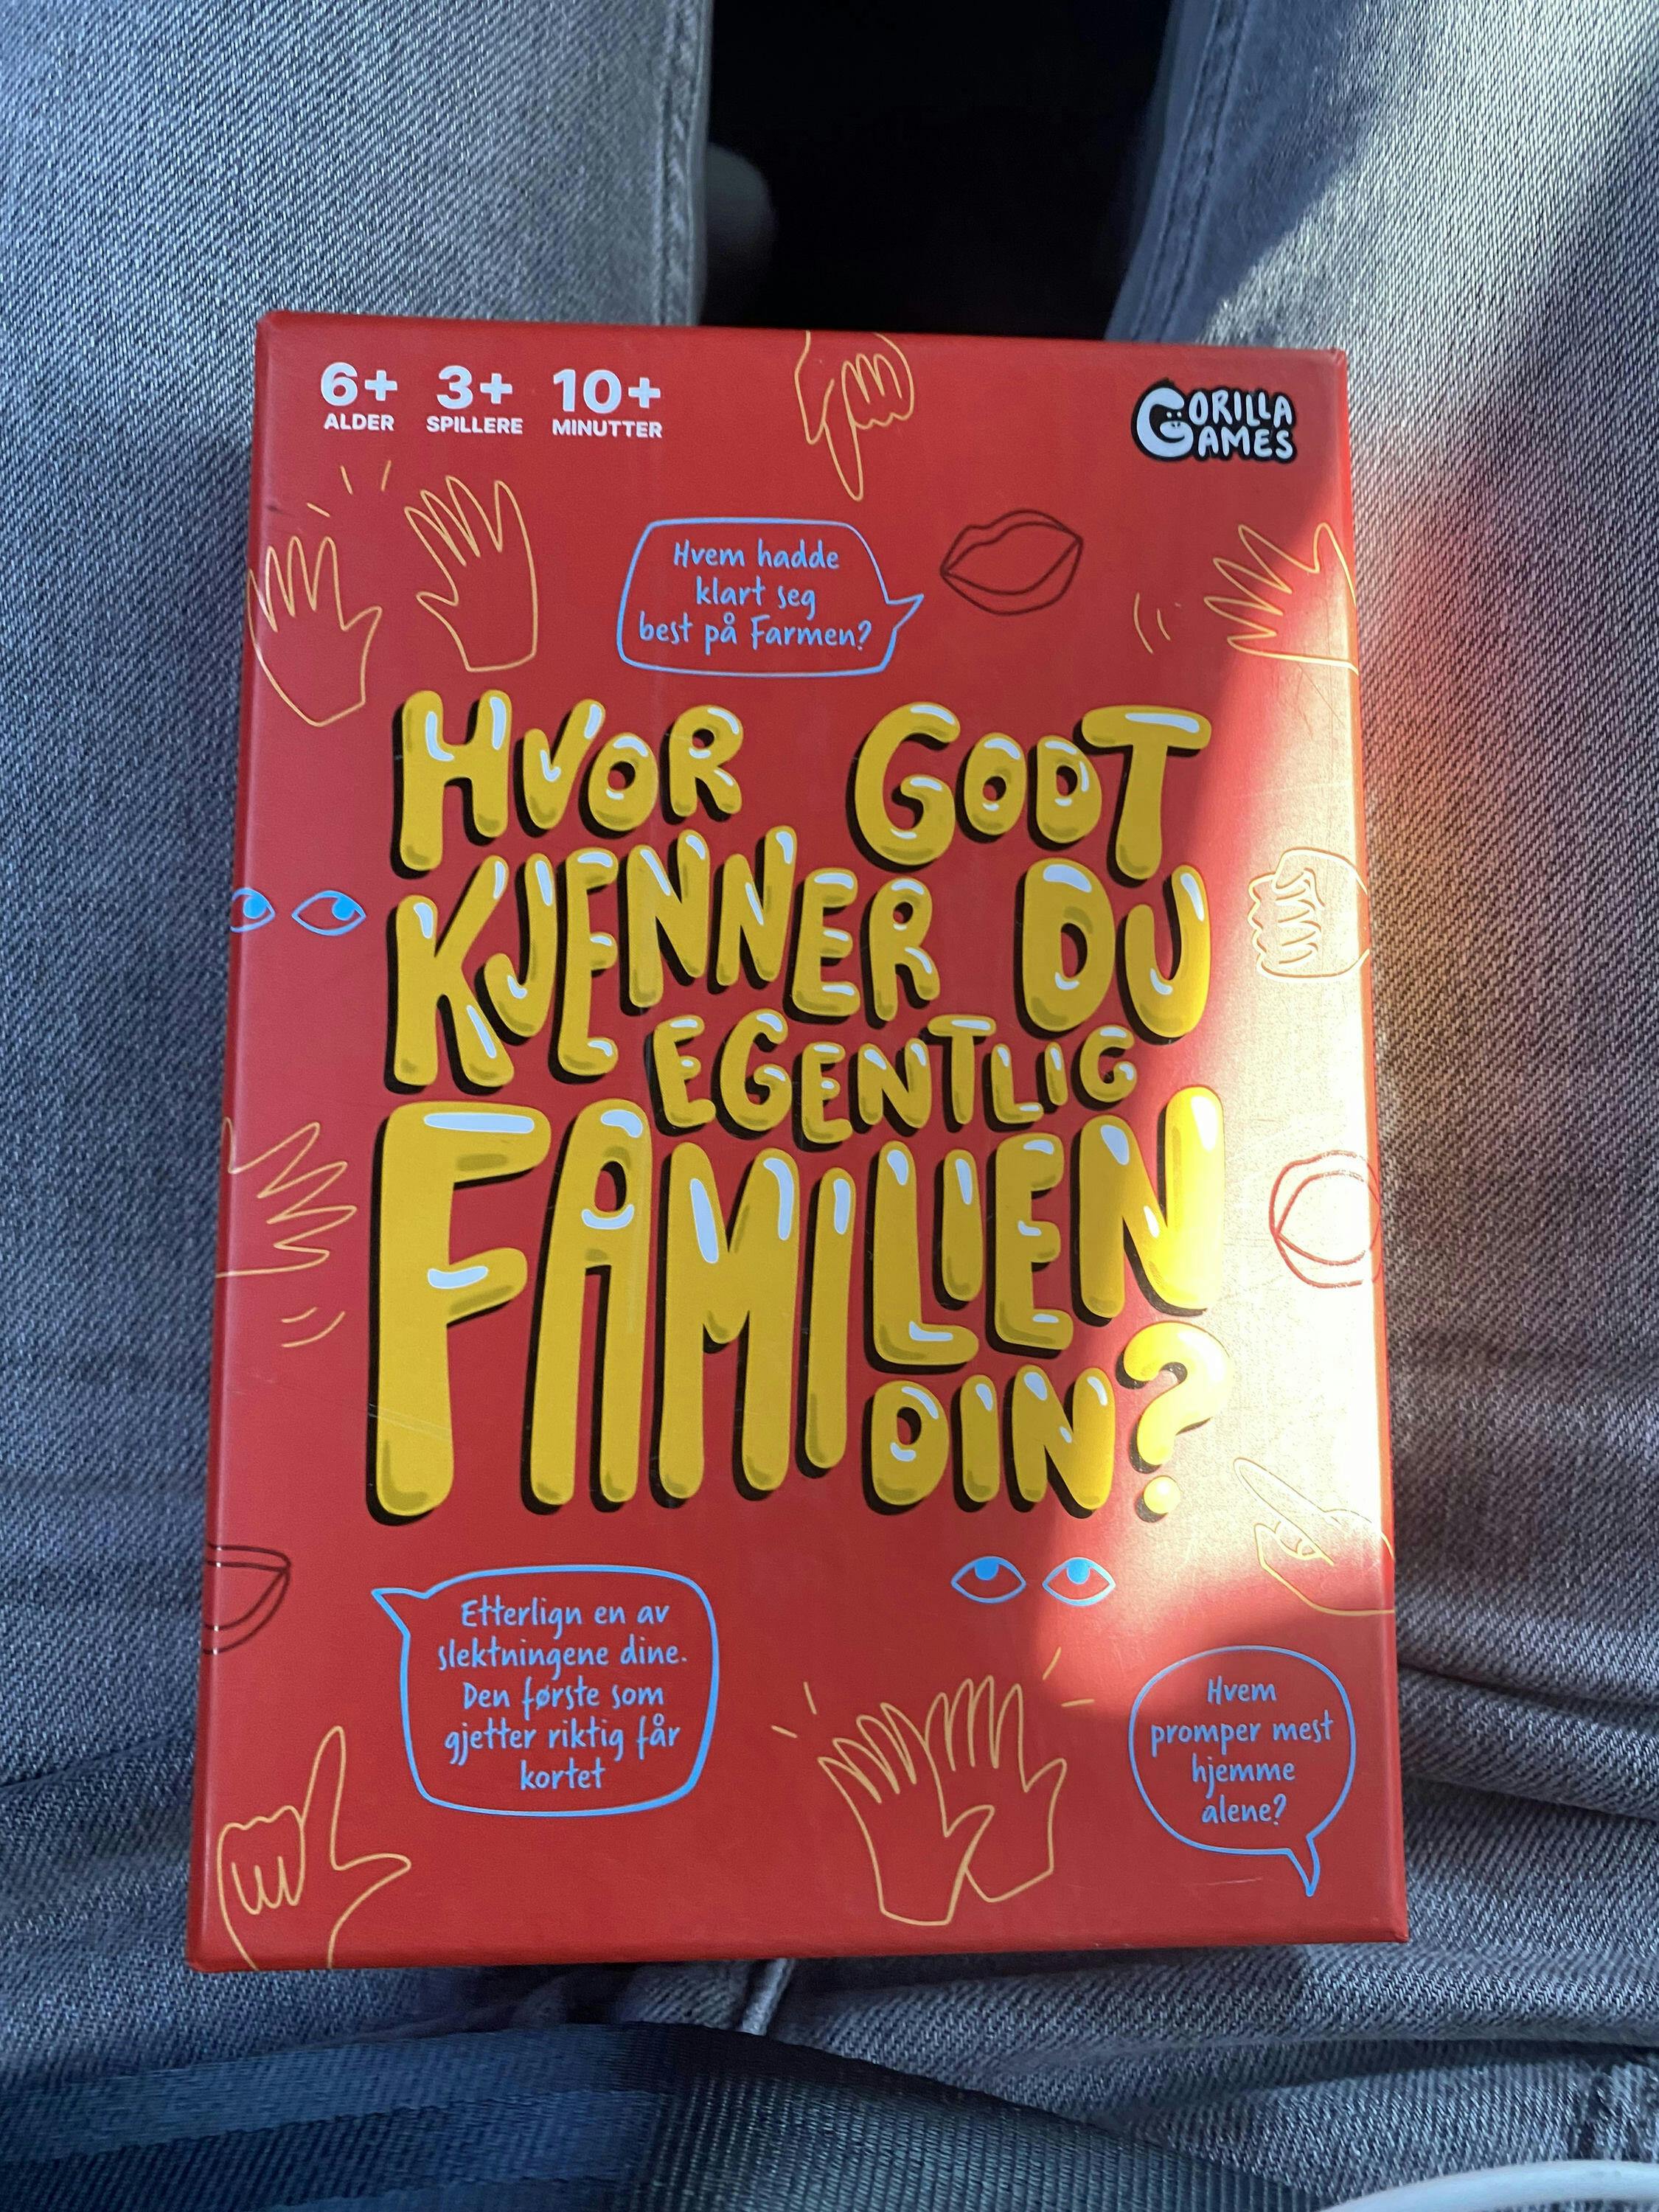 6+ 3+ 10+
ALDER SPILLERE MINUTTER
GORILLA
GAMES
Hvem hadde
klart seg
best på Farmen?
HVOR GODT
KJENNER DU
EGENTLIG
FAMILIEN
DIN?
Etterlign en av
slektningene dine.
Den første som
gjetter riktig får
kortet
Hvem
promper mest
hjemme
alene?